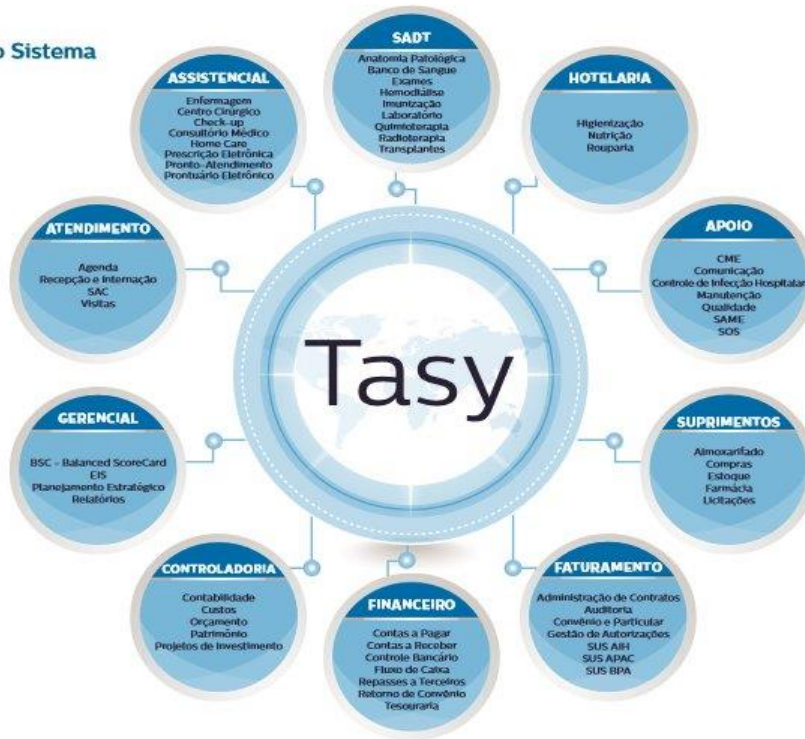 o Sistema
SADT
Anatomia Patológica
Banco de Sangue
Exames
Hemodiálise
Imunização
Laboratório
Quimioterapia
Radioterapia
Transplantes
ASSISTENCIAL
Enfermagem
Centro Cirúrgico
Check-up
Consultório Médico
Home Care
Prescrição Eletrônica
Pronto-Atendimento
Prontuário Eletrônico
HOTELARIA
Higienização
Nutrição
Rouparia
ATENDIMENTO
Agenda
Recepção e Internação
SAC
Visitas
APOIO
CME
Comunicação
Controle de Infecção Hospitalar
Manutenção
Qualidade
SAME
SOS
Tasy
GERENCIAL
BSC - Balanced ScoreCard
EIS
Planejamento Estratégico
Relatórios
SUPRIMENTOS
Almoxarifado
Compras
Estoque
Farmácia
Licitações
CONTROLADORIA
Contabilidade
Custos
Orçamento
Patrimônio
Projetos de Investimento
FINANCEIRO
Contas a Pagar
Contas a Receber
Controle Bancário
Fluxo de Caixa
Repasses a Terceiros
Retorno de Convênio
Tesouraria
FATURAMENTO
Administração de Contratos
Auditoria
Convênio e Particular
Gestão de Autorizações
SUS AIH
SUS APAC
SUS BPA